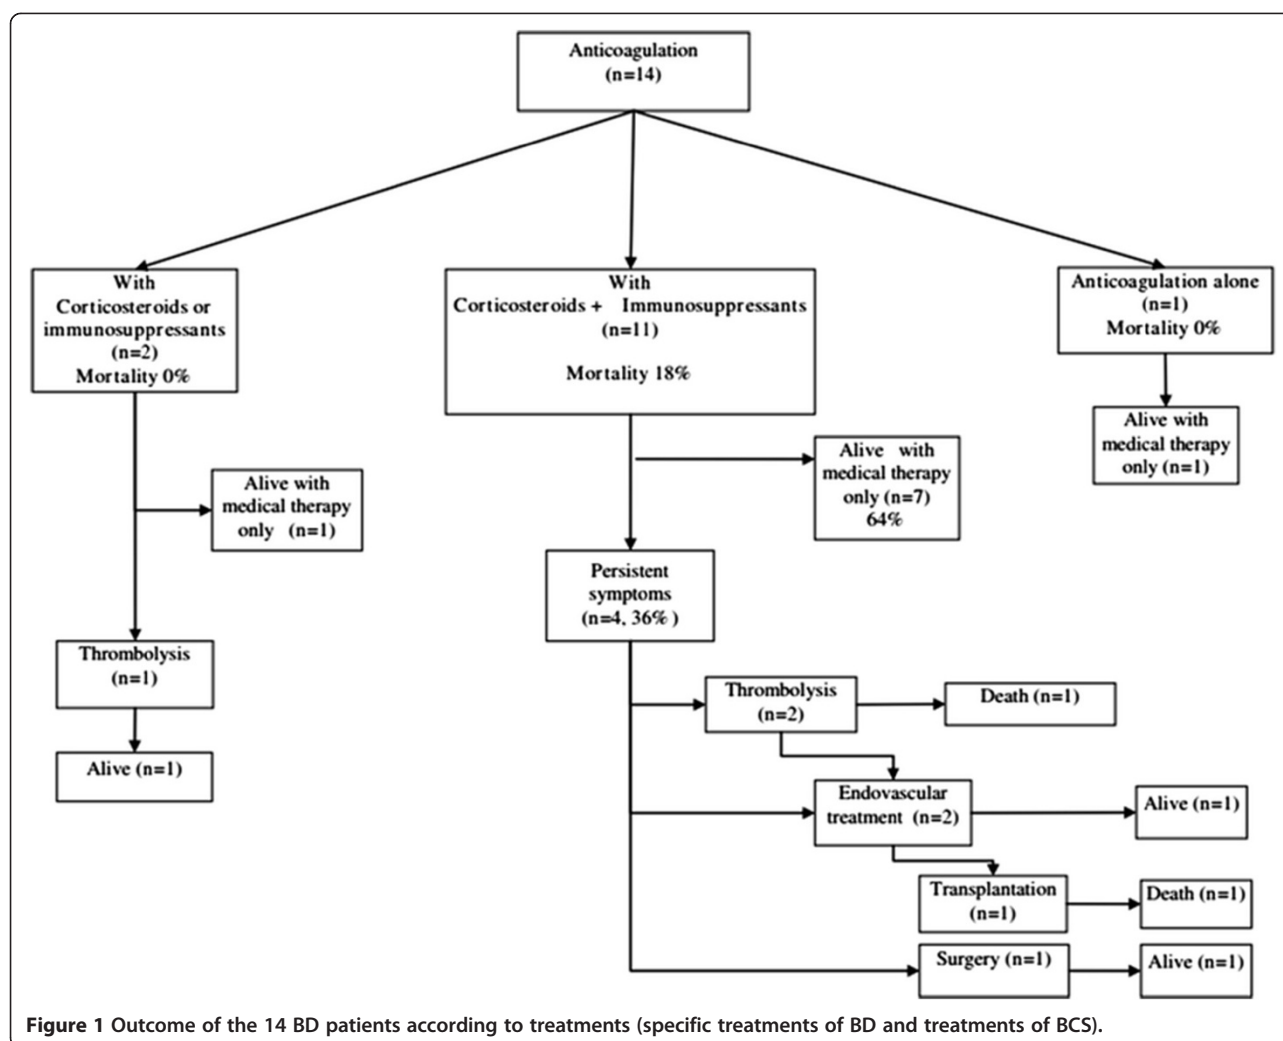 Anticoagulation
(n=14)
With
Corticosteroids or
immunosuppressants
(n=2)
Mortality 0%
With
Corticosteroids + Immunosuppressants
(n=11)
Mortality 18%
Anticoagulation alone
(n=1)
Mortality 0%
Alive with
medical therapy
only (n=1)
Alive with
medical therapy
only (n=7)
64%
Alive with
medical therapy
only (n=1)
Persistent
symptoms
(n=4, 36% )
Thrombolysis
(n=1)
Alive (n=1)
Thrombolysis
(n=2)
Death (n=1)
Endovascular
treatment (n=2)
Alive (n=1)
Transplantation
(n=1)
Death (n=1)
Surgery (n=1)
Alive (n=1)
Figure 1 Outcome of the 14 BD patients according to treatments (specific treatments of BD and treatments of BCS).